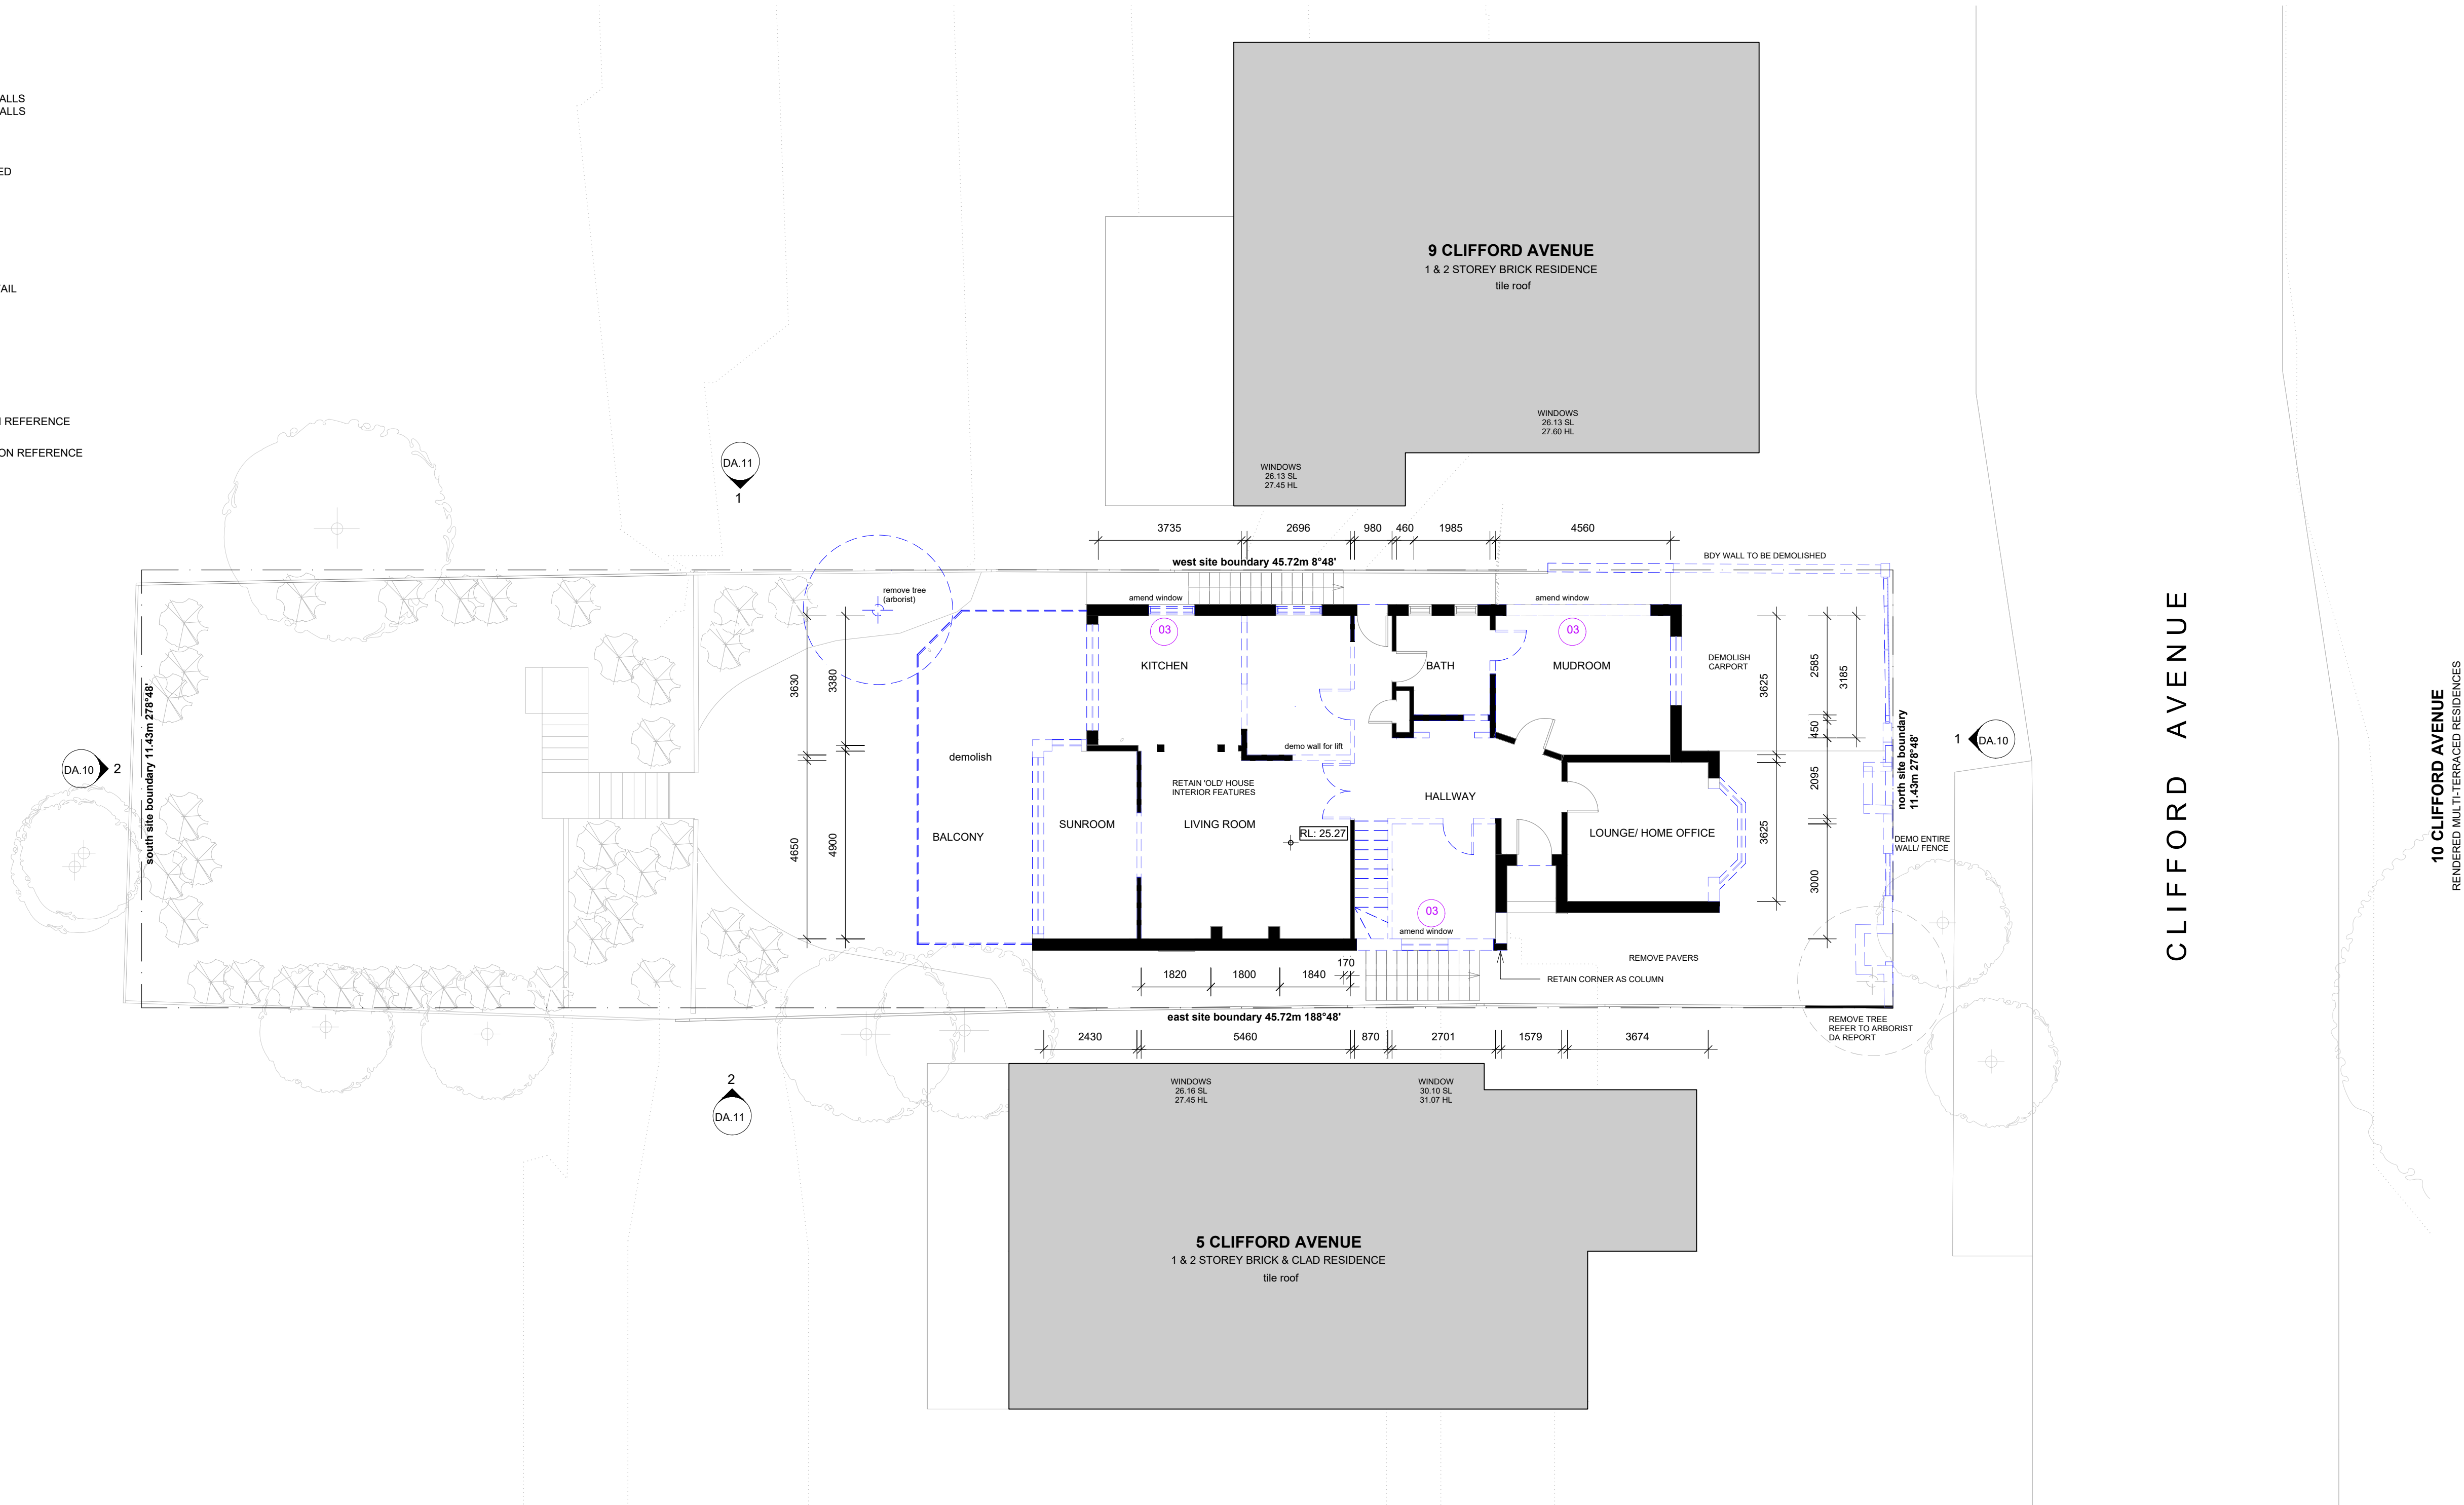 ALLS
ALLS
ED
AIL
REFERENCE
ON REFERENCE
9 CLIFFORD AVENUE
1 & 2 STOREY BRICK RESIDENCE
tile roof
WINDOWS
26.13 SL
27.60 HL
WINDOWS
26.13 SL
27.45 HL
DA.11
1
3735
2696
980
460
1985
4560
BDY WALL TO BE DEMOLISHED
west site boundary 45.72m 8°48'
remove tree
(arborist)
amend window
amend window
03
03
KITCHEN
BATH
MUDROOM
DEMOLISH
CARPORT
3630
3380
3625
2585
3185
450
south site boundary 11.43m 278°48'
north site boundary
11.43m 278°48'
DA.10
2
1
DA.10
demolish
demo wall for lift
RETAIN 'OLD' HOUSE
INTERIOR FEATURES
HALLWAY
2095
BALCONY
SUNROOM
LIVING ROOM
RL: 25.27
LOUNGE/ HOME OFFICE
4650
4900
3625
3000
DEMO ENTIRE
WALL/ FENCE
03
amend window
REMOVE PAVERS
RETAIN CORNER AS COLUMN
1820
1800
1840
170
east site boundary 45.72m 188°48'
REMOVE TREE
REFER TO ARBORIST
DA REPORT
2430
5460
870
2701
1579
3674
2
DA.11
WINDOWS
26.16 SL
27.45 HL
WINDOW
30.10 SL
31.07 HL
5 CLIFFORD AVENUE
1 & 2 STOREY BRICK & CLAD RESIDENCE
tile roof
CLIFFORD AVENUE
10 CLIFFORD AVENUE
RENDERED MULTI-TERRACED RESIDENCES